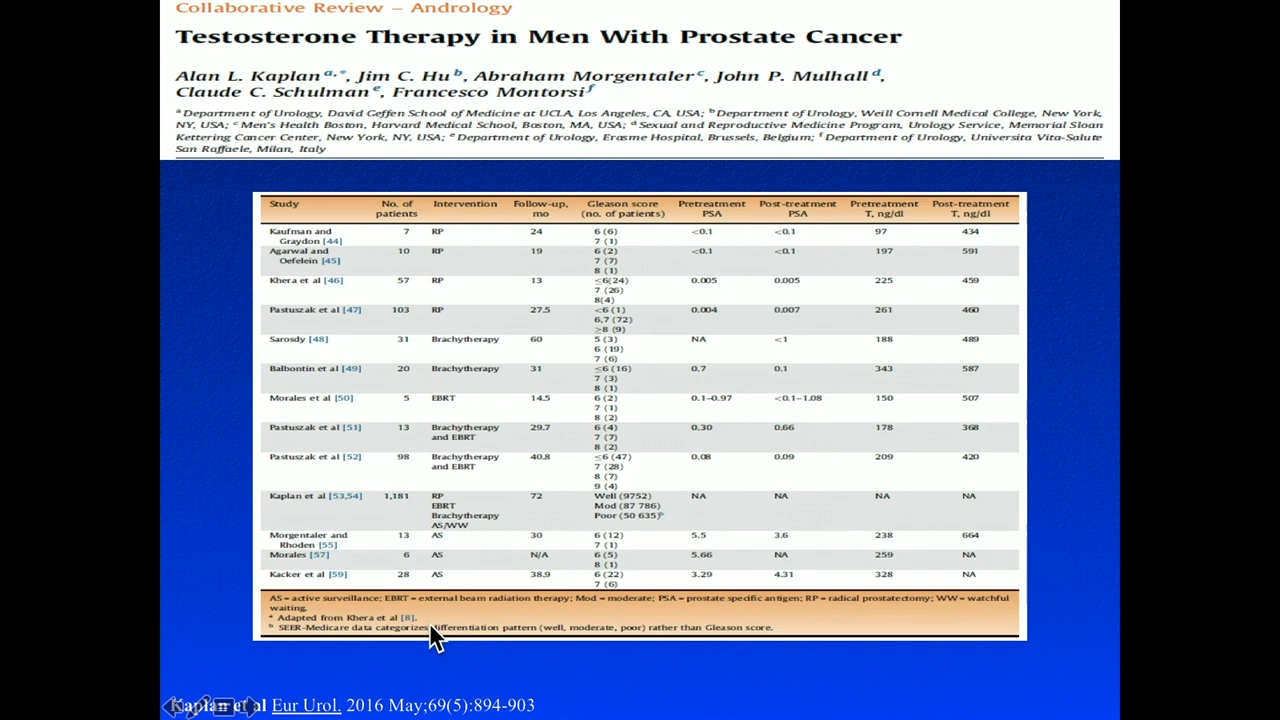 Collaborative Review – Andrology
Testosterone Therapy in Men With Prostate Cancer
Alan L. Kaplan a,*, Jim C. Hu b, Abraham Morgentaler c, John P. Mulhall d,
Claude C. Schulman e, Francesco Montorsi f
a Department of Urology, David Geffen School of Medicine at UCLA, Los Angeles, CA, USA; b Department of Urology, Weill Cornell Medical College, New York,
NY, USA; c Men's Health Boston, Harvard Medical School, Boston, MA, USA; d Sexual and Reproductive Medicine Program, Urology Service, Memorial Sloan
Kettering Cancer Center, New York, NY, USA; e Department of Urology, Erasme Hospital, Brussels, Belgium; f Department of Urology, Universita Vita-Salute
San Raffaele, Milan, Italy
Study No. of Intervention Follow-up, Gleason score Pretreatment Post-treatment Pretreatment Post-treatment
patients mo (no. of patients) PSA PSA T, ng/dl T, ng/dl
Kaufman and 7 RP 24 6 (6) <0.1 <0.1 97 434
Graydon [44] 7 (1)
Agarwal and 10 RP 19 6 (2) <0.1 <0.1 197 591
Oefelein [45] 7 (7)
8 (1)
Khera et al [46] 57 RP 13 ≤6(24) 0.005 0.005 225 459
7 (26)
8(4)
Pastuszak et al [47] 103 RP 27.5 <6 (1) 0.004 0.007 261 460
6,7 (72)
≥8 (9)
Sarosdy [48] 31 Brachytherapy 60 5 (3) NA <1 188 489
6 (19)
7 (6)
Balbontin et al [49] 20 Brachytherapy 31 ≤6 (16) 0.7 0.1 343 587
7 (3)
8 (1)
Morales et al [50] 5 EBRT 14.5 6 (2) 0.1–0.97 <0.1–1.08 150 507
7 (1)
8 (2)
Pastuszak et al [51] 13 Brachytherapy 29.7 6 (4) 0.30 0.66 178 368
and EBRT 7 (7)
8 (2)
Pastuszak et al [52] 98 Brachytherapy 40.8 ≤6 (47) 0.08 0.09 209 420
and EBRT 7 (28)
8 (7)
9 (4)
Kaplan et al [53,54] 1,181 RP 72 Well (9752) NA NA NA NA
EBRT Mod (87 786)
Brachytherapy Poor (50 635)b
AS/WW
Morgentaler and 13 AS 30 6 (12) 5.5 3.6 238 664
Rhoden [55] 7 (1)
Morales [57] 6 AS N/A 6 (5) 5.66 NA 259 NA
8 (1)
Kacker et al [59] 28 AS 38.9 6 (22) 3.29 4.31 328 NA
7 (6)
AS = active surveillance; EBRT = external beam radiation therapy; Mod = moderate; PSA = prostate specific antigen; RP = radical prostatectomy; WW = watchful
waiting.
a Adapted from Khera et al [8].
b SEER-Medicare data categorizes differentiation pattern (well, moderate, poor) rather than Gleason score.
Kaplan et al Eur Urol. 2016 May;69(5):894-903